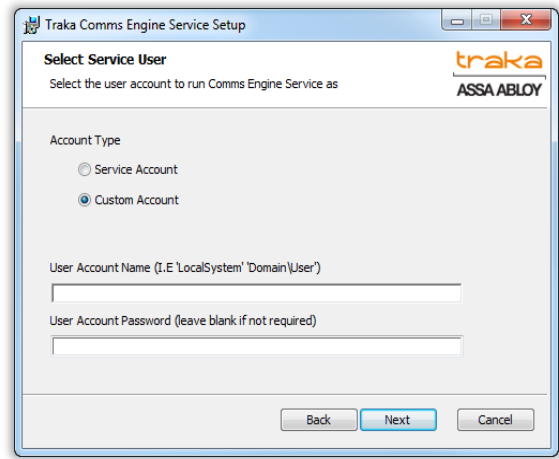 Traka Comms Engine Service Setup
Select Service User
Select the user account to run Comms Engine Service as
traka
ASSA ABLOY
Account Type
Service Account
Custom Account
User Account Name (I.E 'LocalSystem' 'Domain\User')
User Account Password (leave blank if not required)
Back Next Cancel